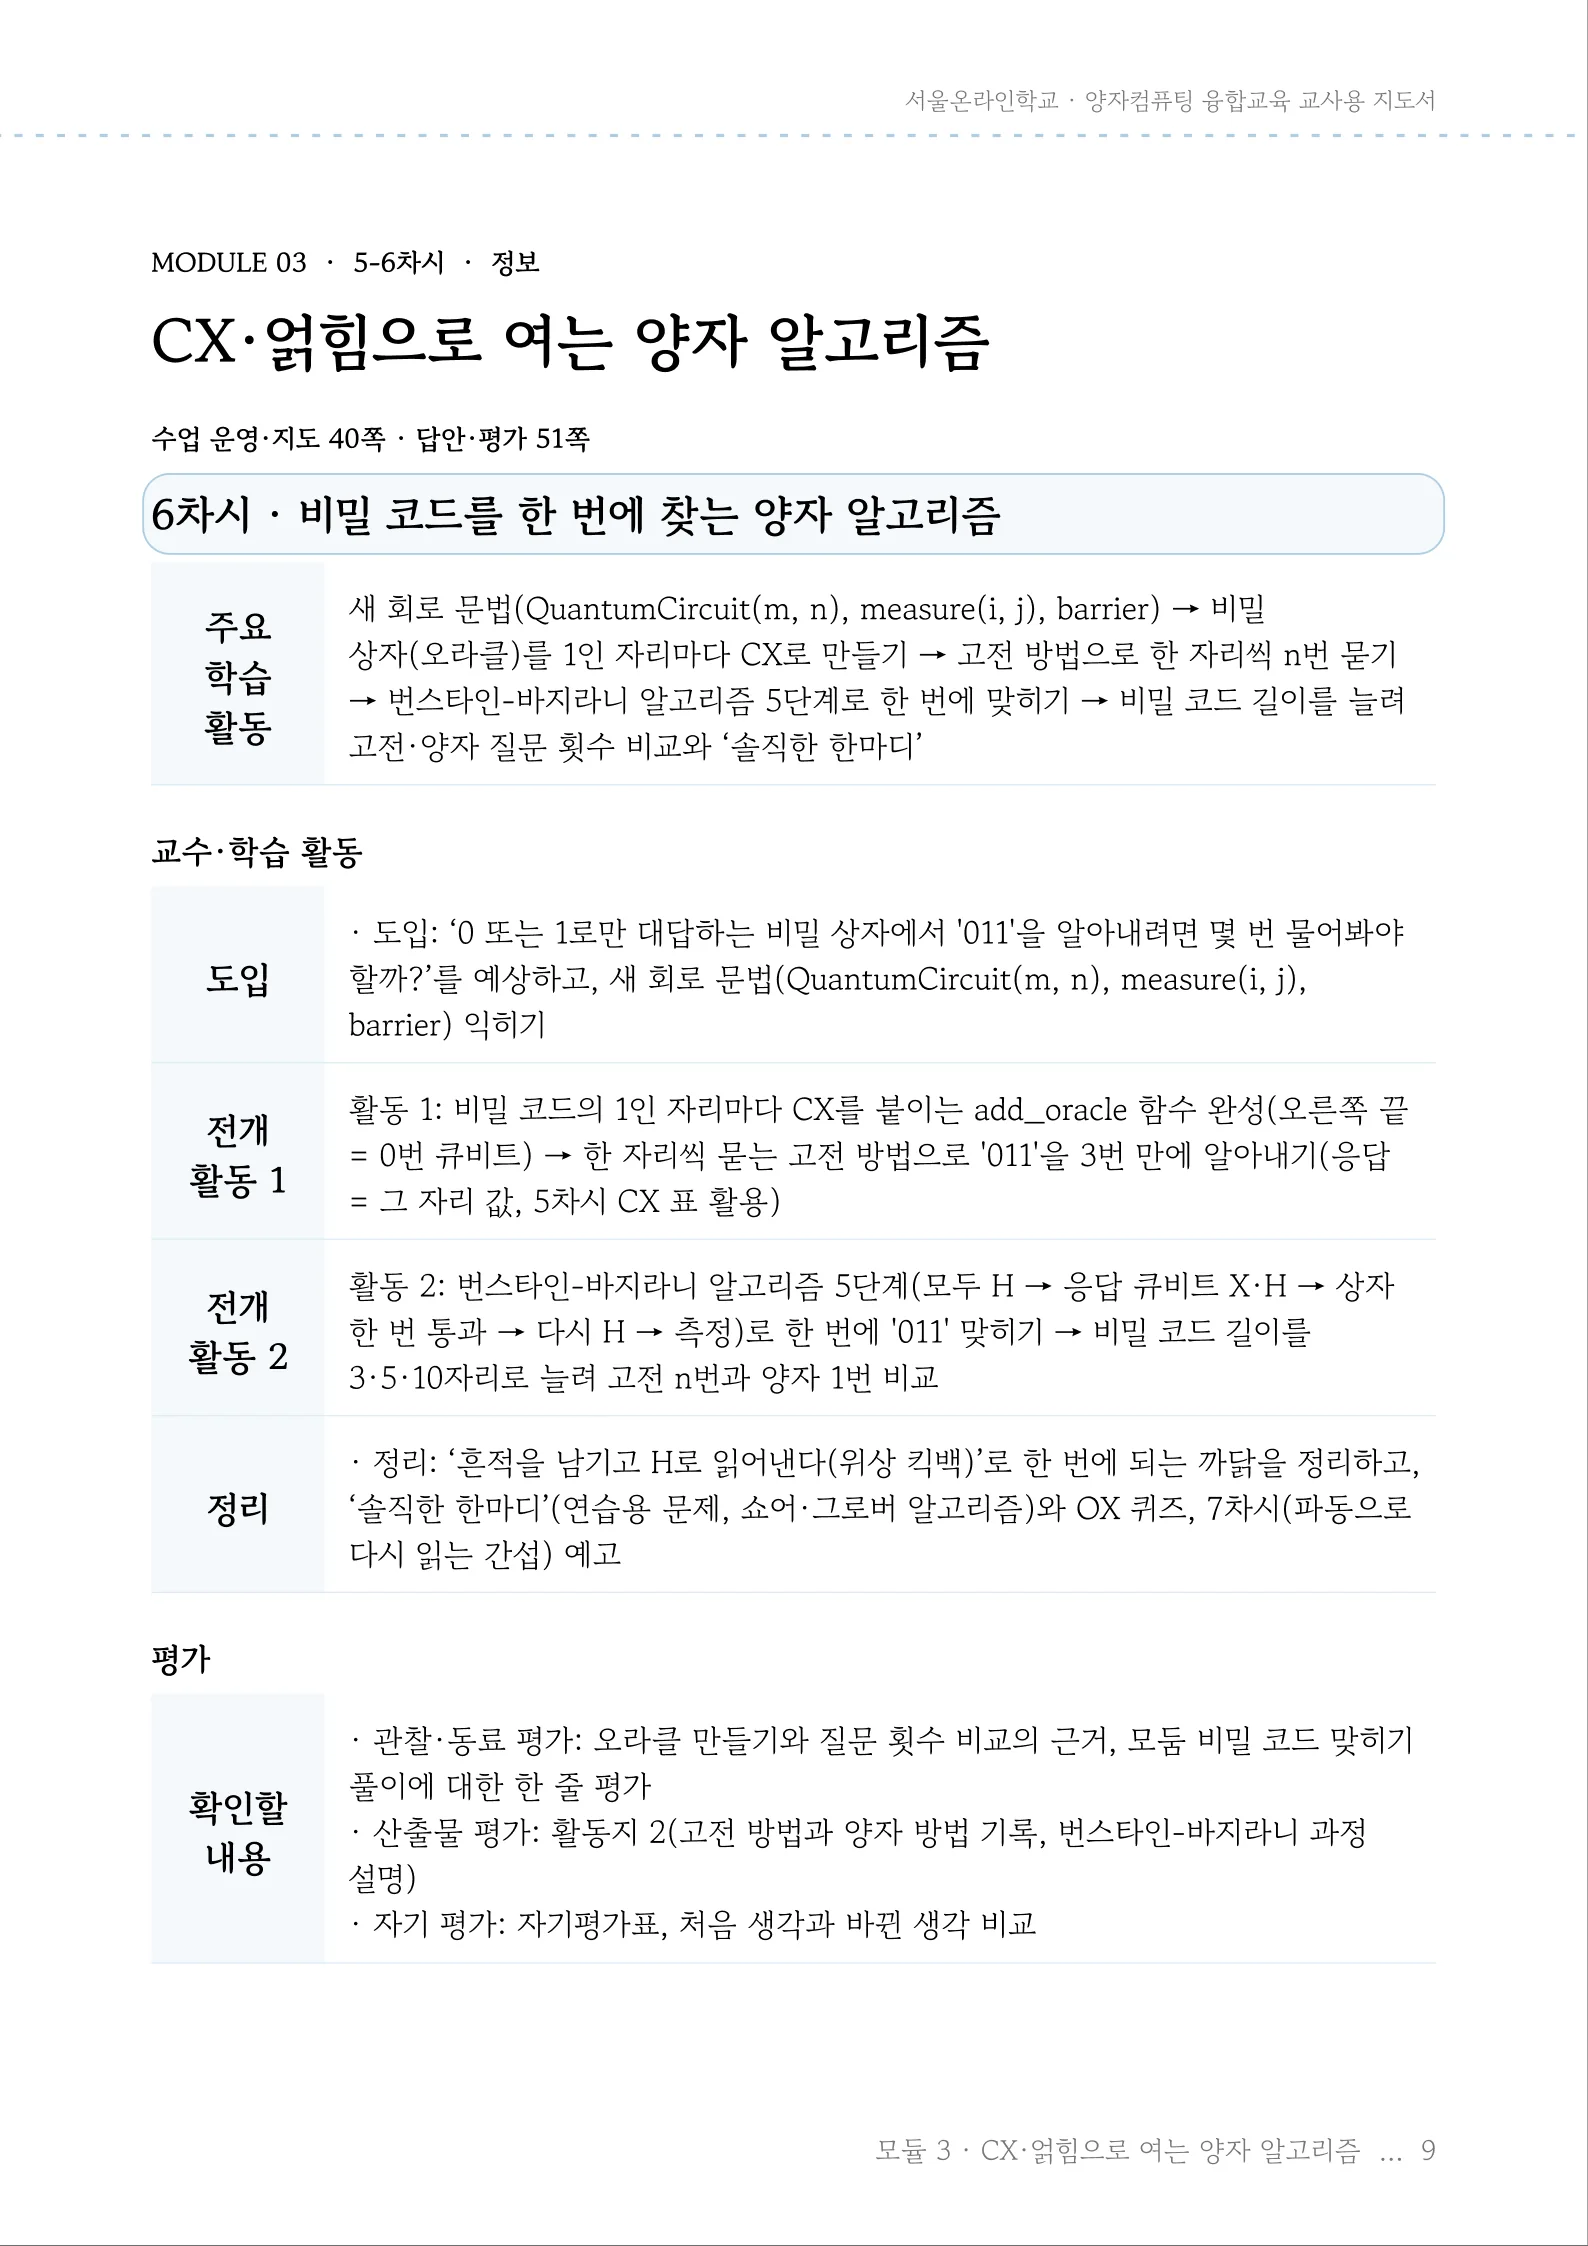 서울온라인학교 · 양자컴퓨팅 융합교육 교사용 지도서
MODULE 03 · 5-6차시 · 정보
CX·얽힘으로 여는 양자 알고리즘
수업 운영·지도 40쪽 · 답안·평가 51쪽
6차시 · 비밀 코드를 한 번에 찾는 양자 알고리즘
주요
학습
활동
새 회로 문법(QuantumCircuit(m, n), measure(i, j), barrier) → 비밀
상자(오라클)를 1인 자리마다 CX로 만들기 → 고전 방법으로 한 자리씩 n번 묻기
→ 번스타인-바지라니 알고리즘 5단계로 한 번에 맞히기 → 비밀 코드 길이를 늘려
고전·양자 질문 횟수 비교와 ‘솔직한 한마디’
교수·학습 활동
도입
· 도입: ‘0 또는 1로만 대답하는 비밀 상자에서 '011'을 알아내려면 몇 번 물어봐야
할까?’를 예상하고, 새 회로 문법(QuantumCircuit(m, n), measure(i, j),
barrier) 익히기
전개
활동 1
활동 1: 비밀 코드의 1인 자리마다 CX를 붙이는 add_oracle 함수 완성(오른쪽 끝
= 0번 큐비트) → 한 자리씩 묻는 고전 방법으로 '011'을 3번 만에 알아내기(응답
= 그 자리 값, 5차시 CX 표 활용)
전개
활동 2
활동 2: 번스타인-바지라니 알고리즘 5단계(모두 H → 응답 큐비트 X·H → 상자
한 번 통과 → 다시 H → 측정)로 한 번에 '011' 맞히기 → 비밀 코드 길이를
3·5·10자리로 늘려 고전 n번과 양자 1번 비교
정리
· 정리: ‘흔적을 남기고 H로 읽어낸다(위상 킥백)’로 한 번에 되는 까닭을 정리하고,
‘솔직한 한마디’(연습용 문제, 쇼어·그로버 알고리즘)와 OX 퀴즈, 7차시(파동으로
다시 읽는 간섭) 예고
평가
확인할
내용
· 관찰·동료 평가: 오라클 만들기와 질문 횟수 비교의 근거, 모둠 비밀 코드 맞히기
풀이에 대한 한 줄 평가
· 산출물 평가: 활동지 2(고전 방법과 양자 방법 기록, 번스타인-바지라니 과정
설명)
· 자기 평가: 자기평가표, 처음 생각과 바뀐 생각 비교
모듈 3 · CX·얽힘으로 여는 양자 알고리즘 ... 9